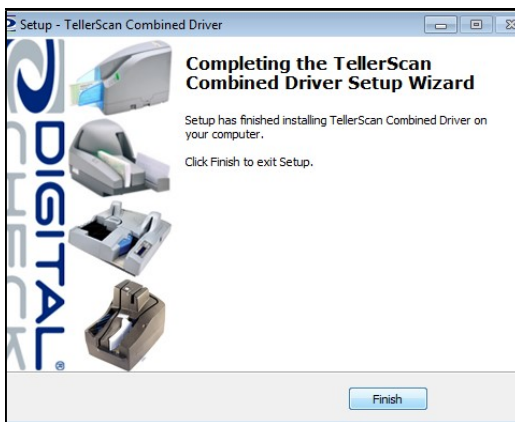 Setup - TellerScan Combined Driver
Completing the TellerScan
Combined Driver Setup Wizard
Setup has finished installing TellerScan Combined Driver on
your computer.
Click Finish to exit Setup.
DIGITAL®
CHECK
Finish